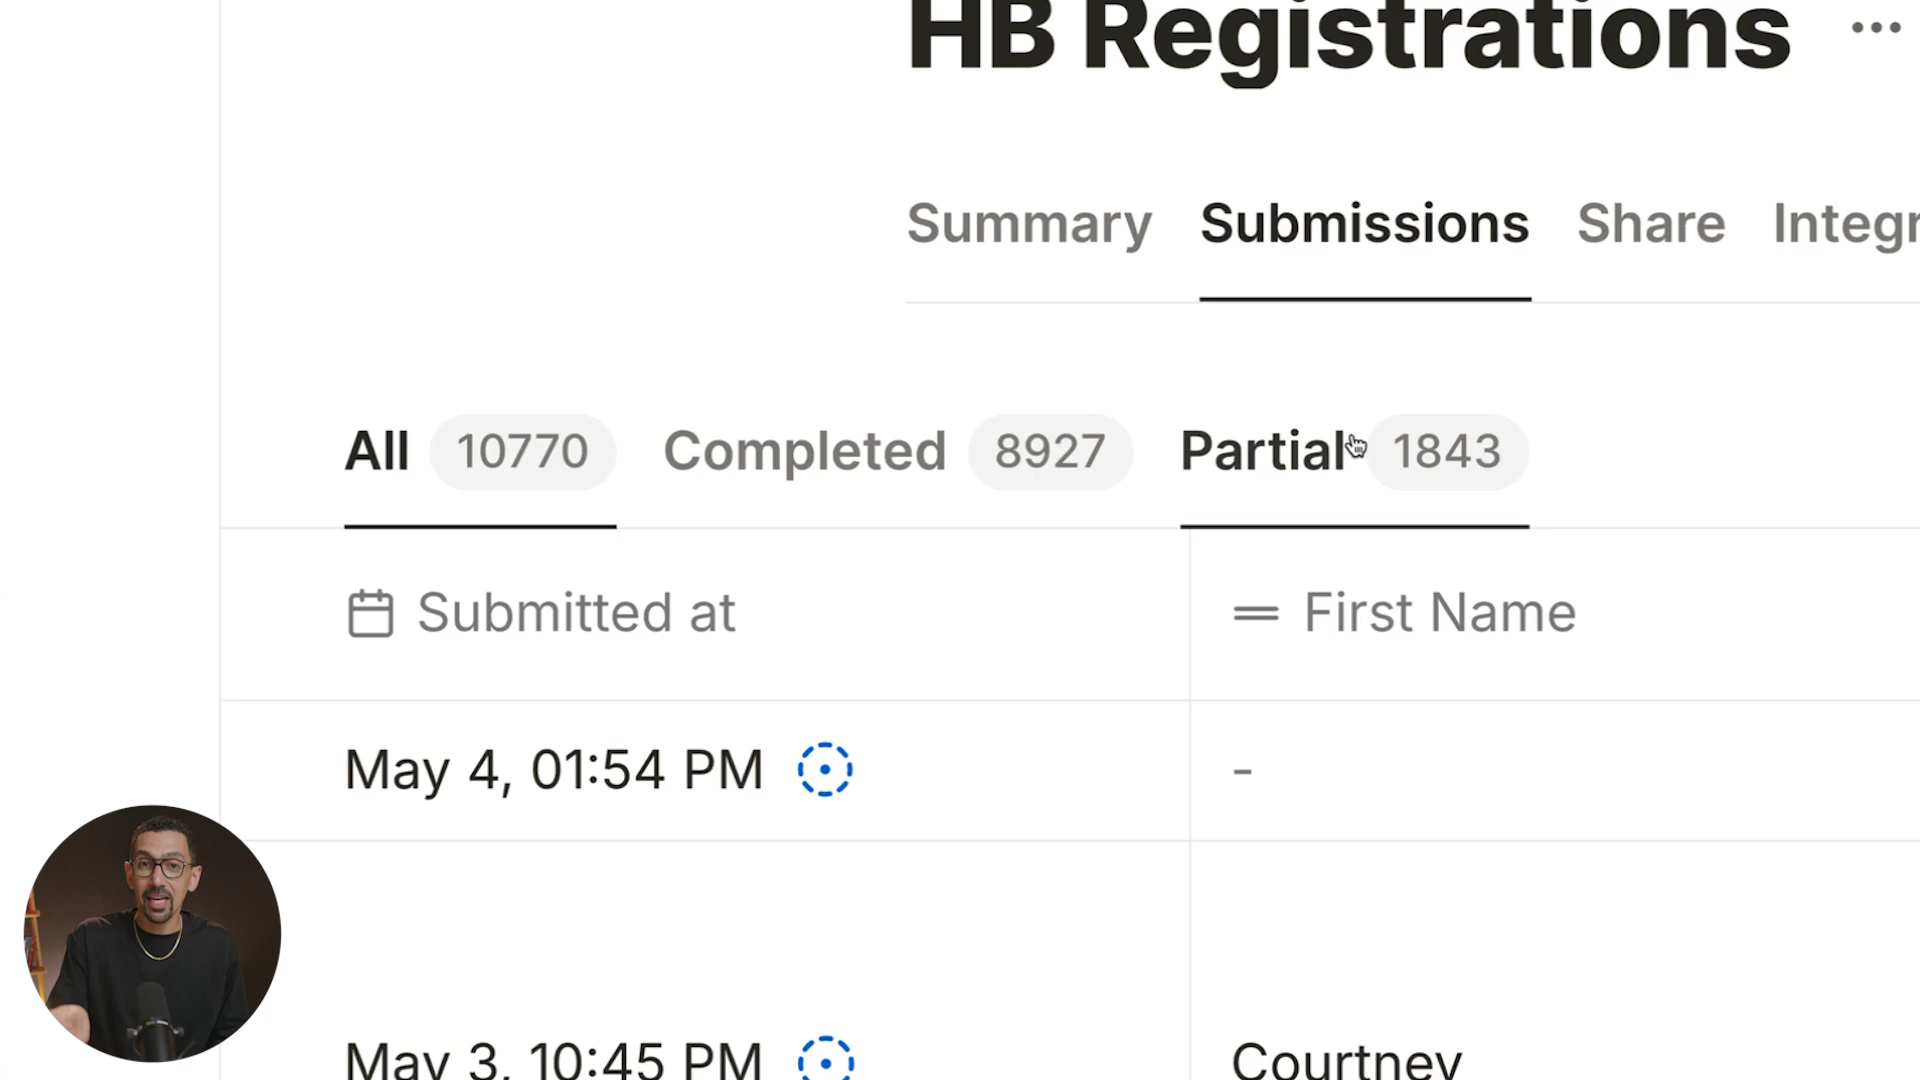 HB Registrations
Summary Submissions Share Integr
All 10770 Completed 8927 Partial 1843
Submitted at First Name
May 4, 01:54 PM -
May 3, 10:45 PM Courtney